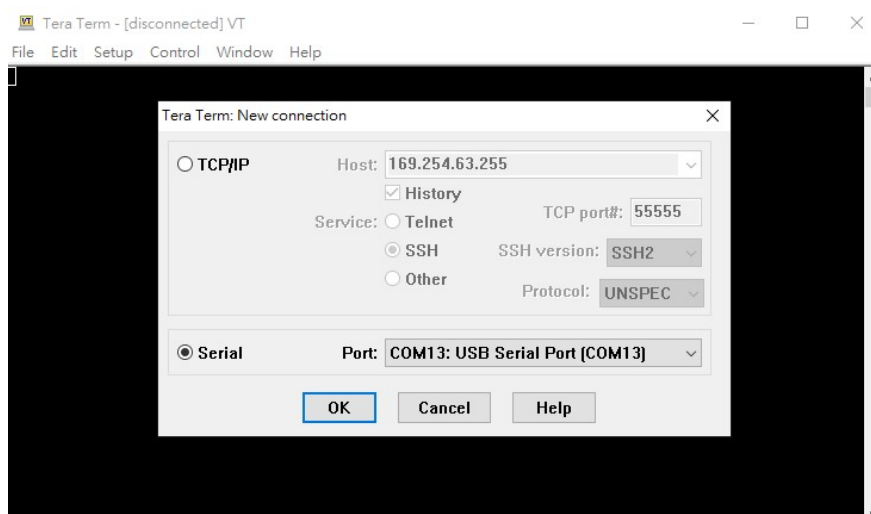 VT Tera Term - [disconnected] VT
File Edit Setup Control Window Help
Tera Term: New connection
TCP/IP Host: 169.254.63.255
History
Service: Telnet TCP port#: 55555
SSH SSH version: SSH2
Other Protocol: UNSPEC
Serial Port: COM13: USB Serial Port (COM13)
OK Cancel Help